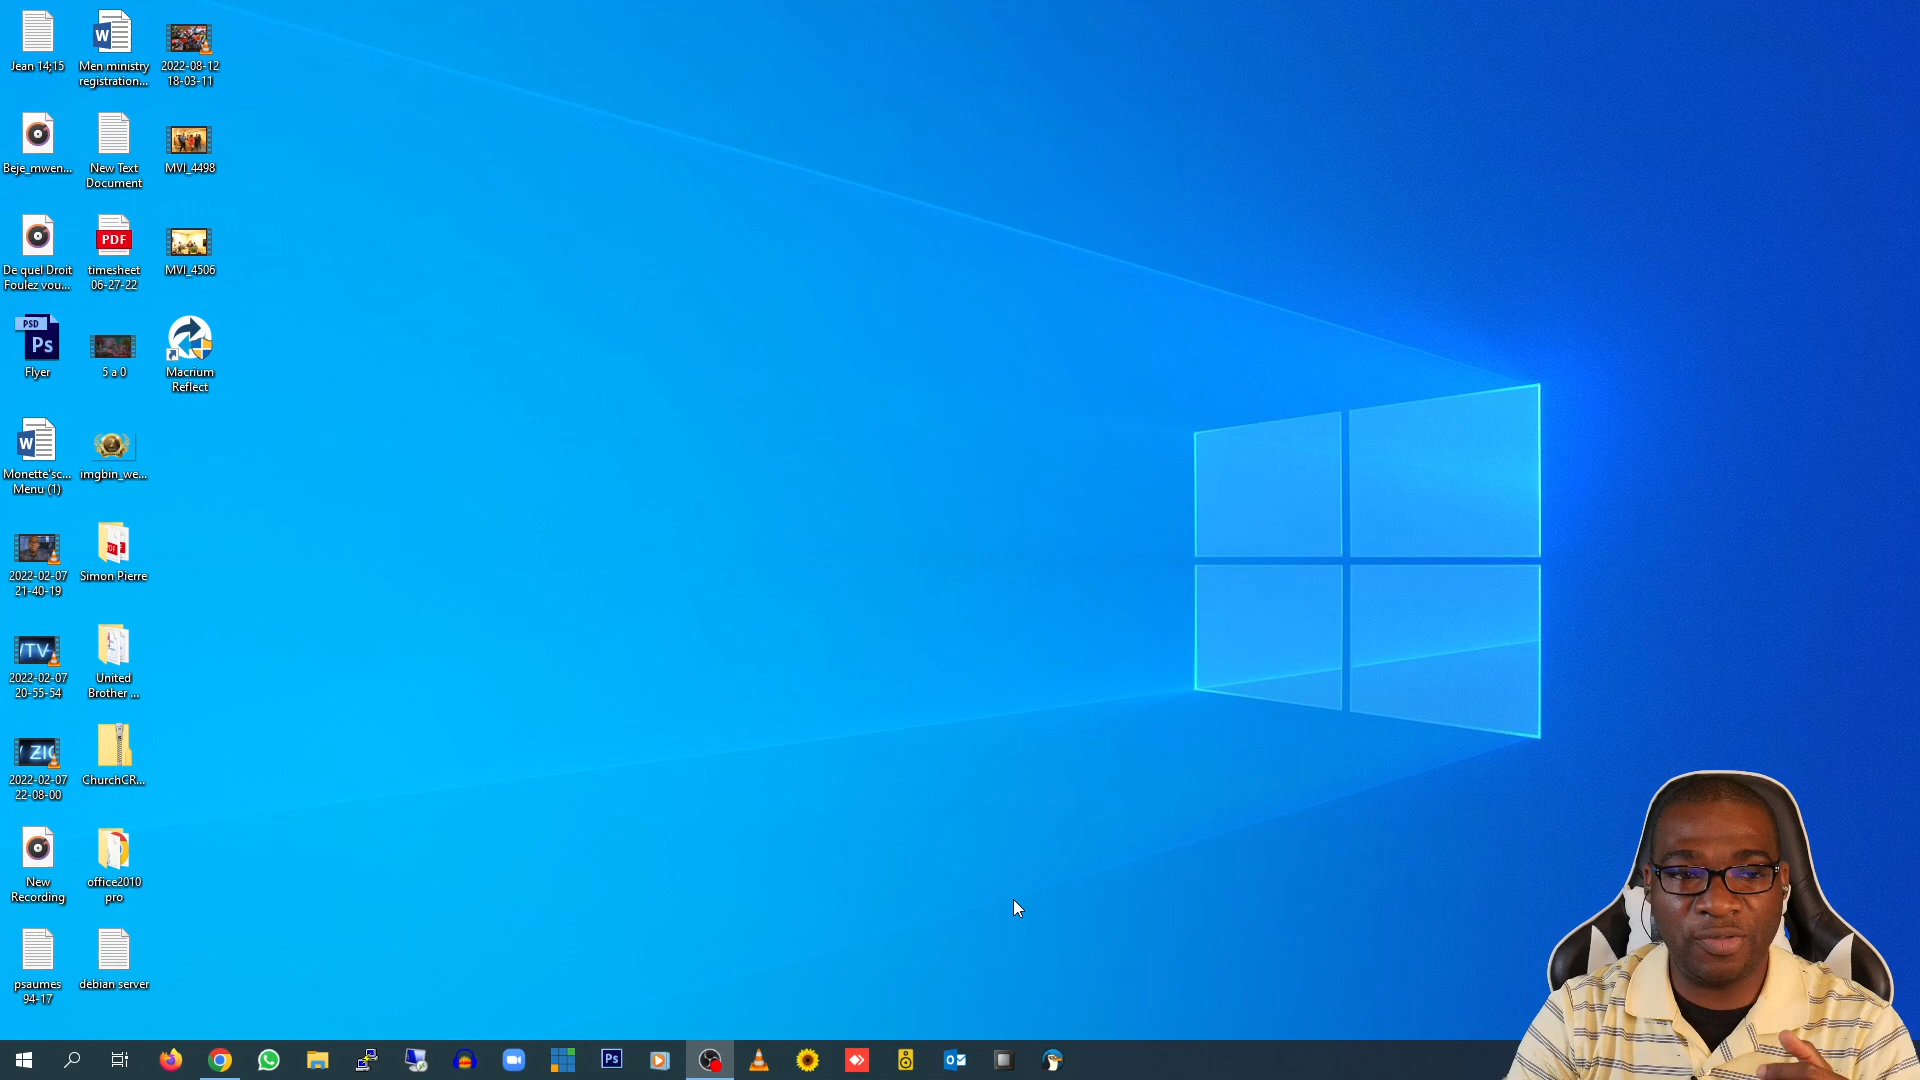 Jean 14;15
Men ministry
registration...
2022-08-12
18-03-11
Beje_mwen...
New Text
Document
MVI_4498
De quel Droit
Foulez vou...
PDF
timesheet
06-27-22
MVI_4506
PSD
Ps
Flyer
5 a 0
Macrium
Reflect
W
Monette'sc...
Menu (1)
imgbin_we...
2022-02-07
21-40-19
Simon Pierre
TV
2022-02-07
20-55-54
United
Brother ...
ZIO
2022-02-07
22-08-00
ChurchCR...
New
Recording
office2010
pro
psaumes
94-17
debian server
W
Ps